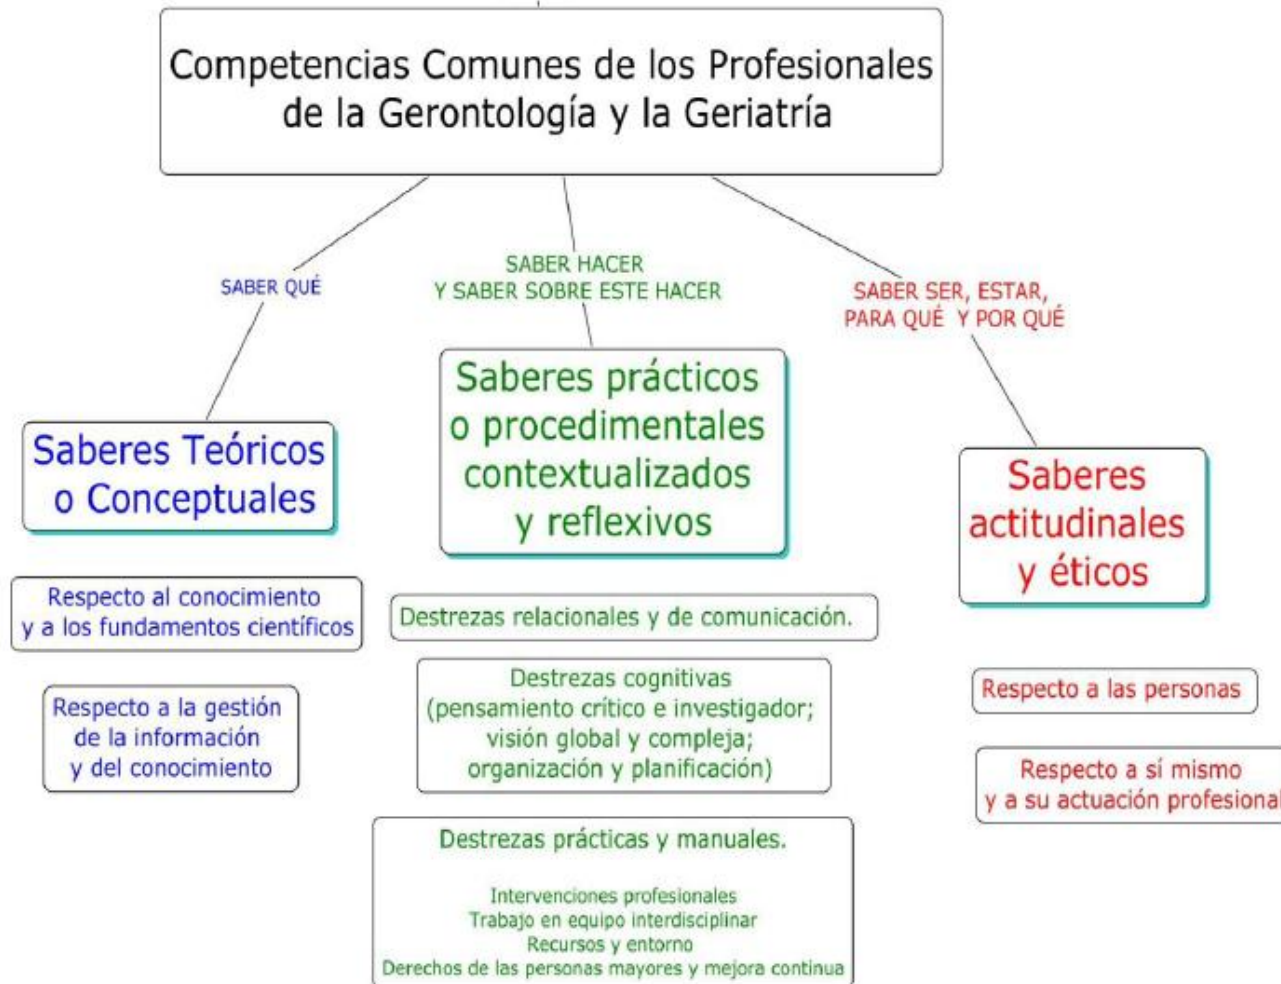 Competencias Comunes de los Profesionales
de la Gerontología y la Geriatría
SABER QUÉ
SABER HACER
Y SABER SOBRE ESTE HACER
SABER SER, ESTAR,
PARA QUÉ Y POR QUÉ
Saberes Teóricos
o Conceptuales
Respecto al conocimiento
y a los fundamentos científicos
Respecto a la gestión
de la información
y del conocimiento
Saberes prácticos
o procedimentales
contextualizados
y reflexivos
Destrezas relacionales y de comunicación.
Destrezas cognitivas
(pensamiento crítico e investigador;
visión global y compleja;
organización y planificación)
Destrezas prácticas y manuales.
Intervenciones profesionales
Trabajo en equipo interdisciplinar
Recursos y entorno
Derechos de las personas mayores y mejora continua
Saberes
actitudinales
y éticos
Respecto a las personas
Respecto a sí mismo
y a su actuación profesional